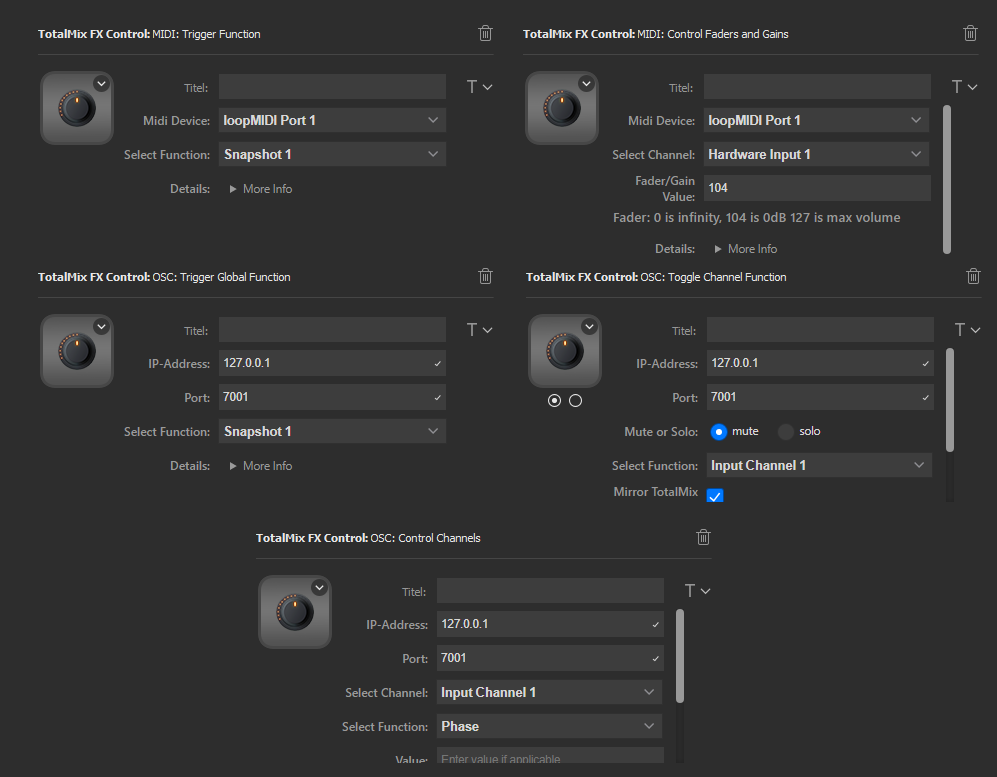 TotalMix FX Control: MIDI: Trigger Function
Titel:
T
Midi Device: loopMIDI Port 1
Select Function: Snapshot 1
Details: More Info
TotalMix FX Control: MIDI: Control Faders and Gains
Titel:
T
Midi Device: loopMIDI Port 1
Select Channel: Hardware Input 1
Fader/Gain
Value: 104
Fader: 0 is infinity, 104 is 0dB 127 is max volume
Details: More Info
TotalMix FX Control: OSC: Trigger Global Function
Titel:
T
IP-Address: 127.0.0.1
Port: 7001
Select Function: Snapshot 1
Details: More Info
TotalMix FX Control: OSC: Toggle Channel Function
Titel:
T
IP-Address: 127.0.0.1
Port: 7001
Mute or Solo: mute solo
Select Function: Input Channel 1
Mirror TotalMix
TotalMix FX Control: OSC: Control Channels
Titel:
T
IP-Address: 127.0.0.1
Port: 7001
Select Channel: Input Channel 1
Select Function: Phase
Value: Enter value if applicable